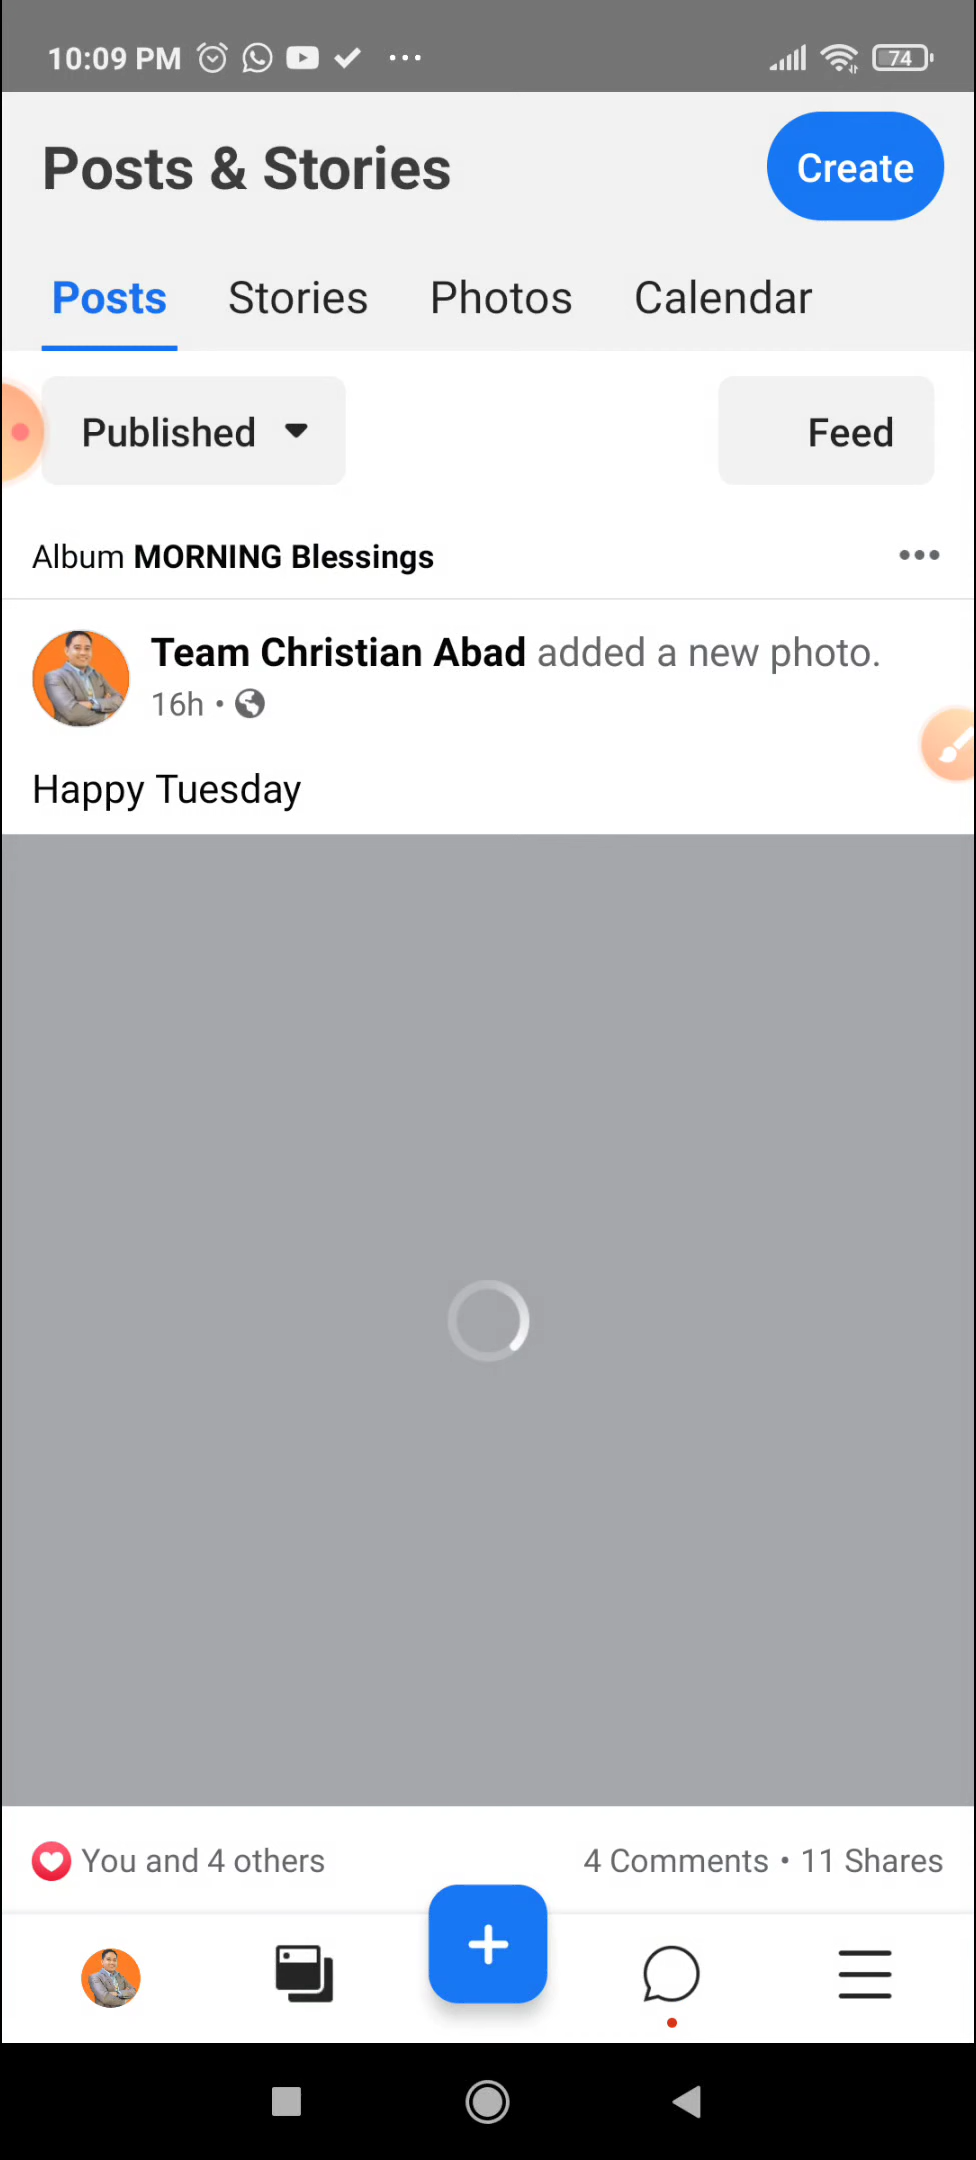 10:09 PM
74
Posts & Stories
Create
Posts Stories Photos Calendar
Published
Feed
Album MORNING Blessings
Team Christian Abad added a new photo.
16h •
Happy Tuesday
You and 4 others
4 Comments • 11 Shares